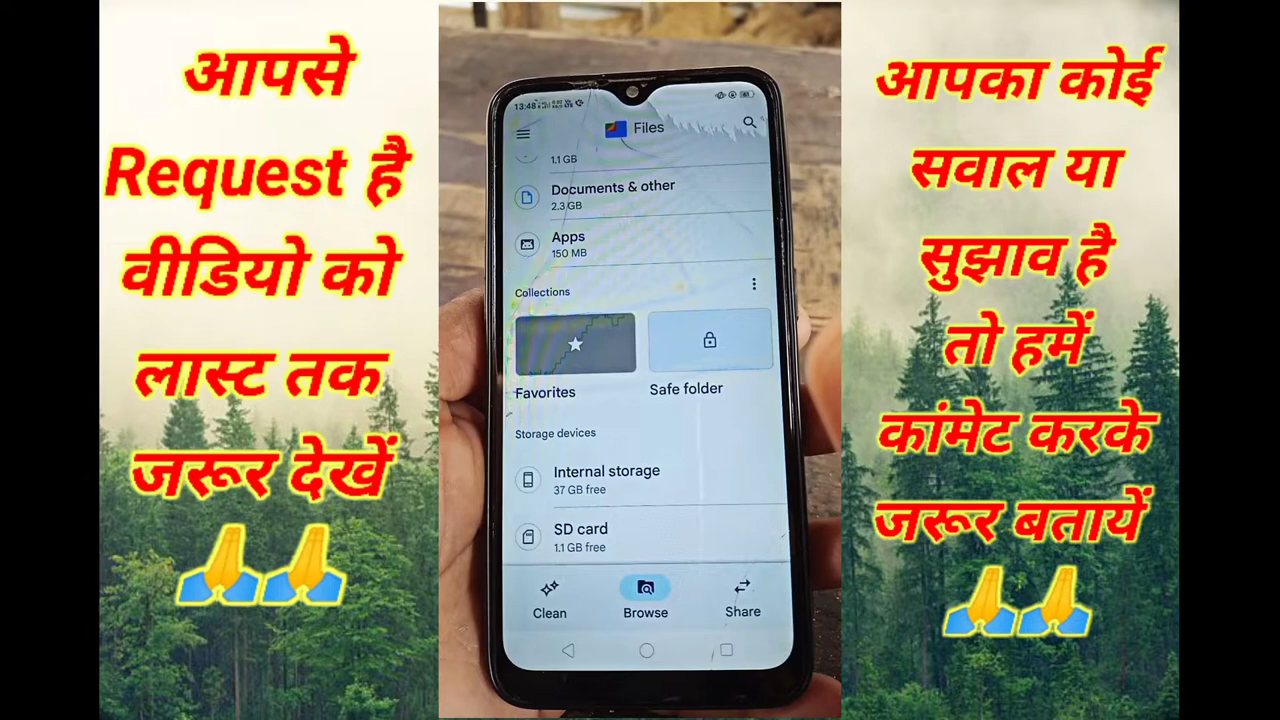 आपसे
Request है
वीडियो को
लास्ट तक
जरूर देखें
🙏🙏
13:48
Files
1.1 GB
Documents & other
2.3 GB
Apps
150 MB
Collections
Favorites
Safe folder
Storage devices
Internal storage
37 GB free
SD card
1.1 GB free
Clean
Browse
Share
आपका कोई
सवाल या
सुझाव है
तो हमें
कांमेट करके
जरूर बतायें
🙏🙏